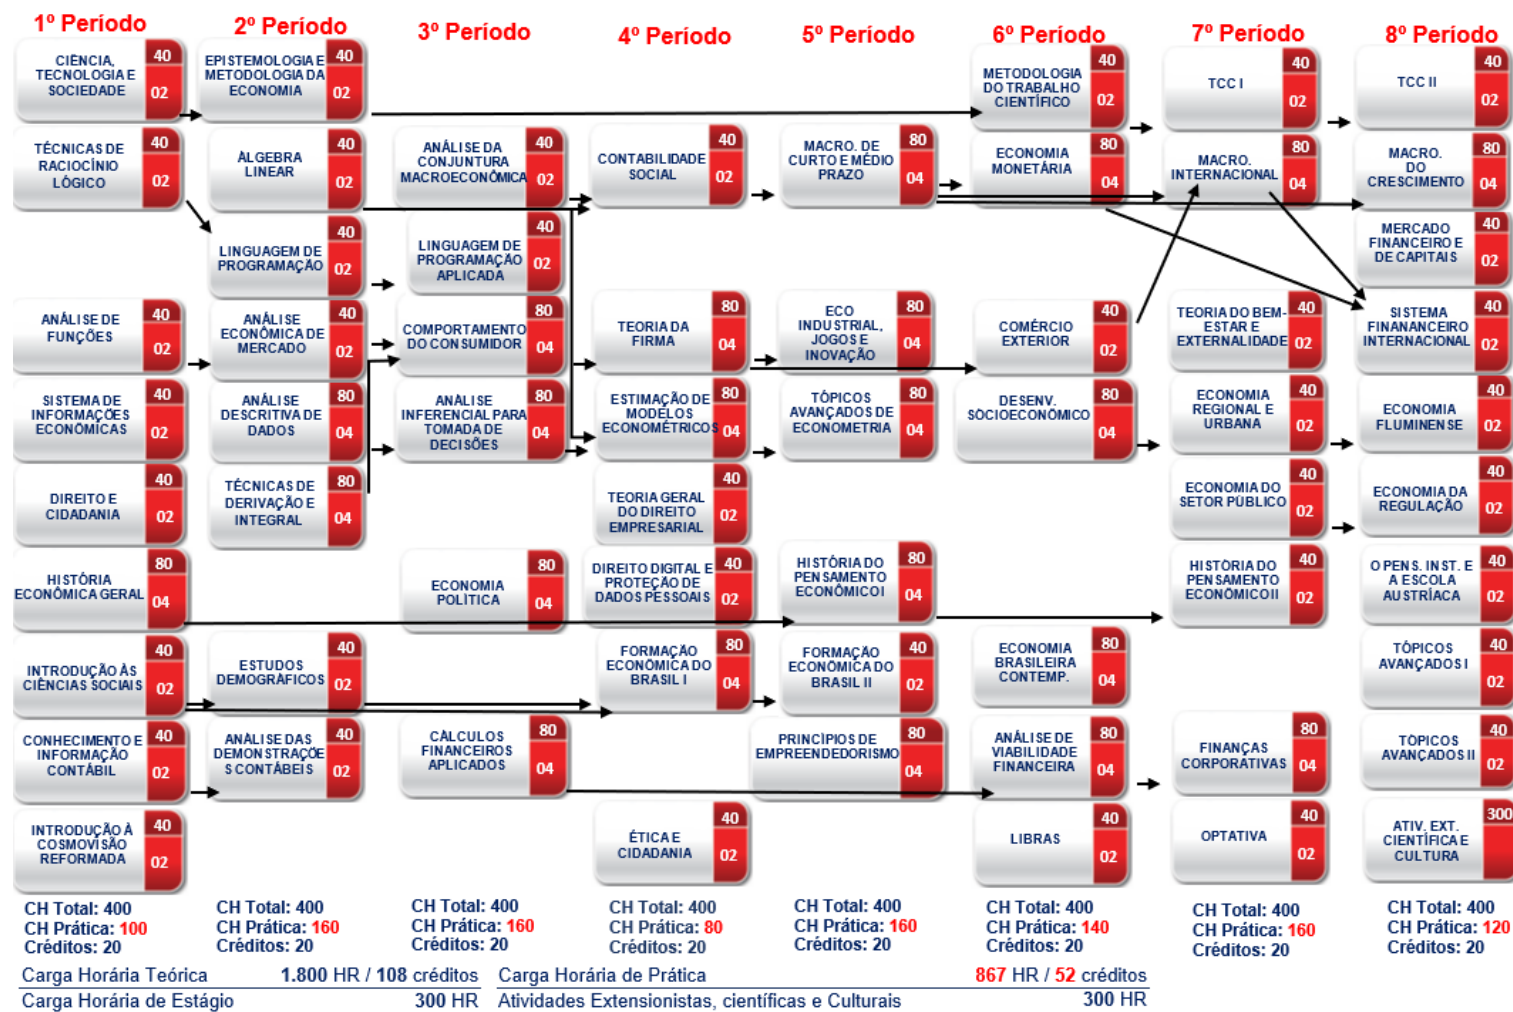 1º Período
2º Período
3º Período
4º Período
5º Período
6º Período
7º Período
8º Período
CIÊNCIA,
TECNOLOGIA E
SOCIEDADE
40
02
TÉCNICAS DE
RACIOCÍNIO
LÓGICO
40
02
ANÁLISE DE
FUNÇÕES
40
02
SISTEMA DE
INFORMAÇÕES
ECONÔMICAS
40
02
DIREITO E
CIDADANIA
40
02
HISTÓRIA
ECONÔMICA GERAL
80
04
INTRODUÇÃO ÀS
CIÊNCIAS SOCIAIS
40
02
CONHECIMENTO E
INFORMAÇÃO
CONTÁBIL
40
02
INTRODUÇÃO À
COSMOVISÃO
REFORMADA
40
02
EPISTEMOLOGIA E
METODOLOGIA DA
ECONOMIA
40
02
ÁLGEBRA
LINEAR
40
02
LINGUAGEM DE
PROGRAMAÇÃO
40
02
ANÁLISE
ECONÔMICA DE
MERCADO
40
02
ANÁLISE
DESCRITIVA DE
DADOS
80
04
TÉCNICAS DE
DERIVAÇÃO E
INTEGRAL
80
04
ESTUDOS
DEMOGRÁFICOS
40
02
ANÁLISE DAS
DEMONSTRAÇÕE
S CONTÁBEIS
40
02
ANÁLISE DA
CONJUNTURA
MACROECONÔMICA
40
02
LINGUAGEM DE
PROGRAMAÇÃO
APLICADA
40
02
COMPORTAMENTO
DO CONSUMIDOR
80
04
ANÁLISE
INFERENCIAL PARA
TOMADA DE
DECISÕES
80
04
ECONOMIA
POLÍTICA
80
04
CÁLCULOS
FINANCEIROS
APLICADOS
80
04
CONTABILIDADE
SOCIAL
40
02
TEORIA DA
FIRMA
80
04
ESTIMAÇÃO DE
MODELOS
ECONOMÉTRICOS
80
04
TEORIA GERAL
DO DIREITO
EMPRESARIAL
40
02
DIREITO DIGITAL E
PROTEÇÃO DE
DADOS PESSOAIS
40
02
FORMAÇÃO
ECONÔMICA DO
BRASIL I
80
04
ÉTICA E
CIDADANIA
40
02
MACRO. DE
CURTO E MÉDIO
PRAZO
80
04
ECO
INDUSTRIAL,
JOGOS E
INOVAÇÃO
80
04
TÓPICOS
AVANÇADOS DE
ECONOMETRIA
80
04
HISTÓRIA DO
PENSAMENTO
ECONÔMICO I
80
04
FORMAÇÃO
ECONÔMICA DO
BRASIL II
40
02
PRINCÍPIOS DE
EMPREENDEDORISMO
80
04
METODOLOGIA
DO TRABALHO
CIENTÍFICO
40
02
ECONOMIA
MONETÁRIA
80
04
COMÉRCIO
EXTERIOR
40
02
DESENV.
SÓCIOECONÔMICO
80
04
ECONOMIA
BRASILEIRA
CONTEMP.
80
04
ANÁLISE DE
VIABILIDADE
FINANCEIRA
80
04
LIBRAS
40
02
TCC I
40
02
MACRO.
INTERNACIONAL
80
04
TEORIA DO BEM-
ESTAR E
EXTERNALIDADE
40
02
ECONOMIA
REGIONAL E
URBANA
40
02
ECONOMIA DO
SETOR PÚBLICO
40
02
HISTÓRIA DO
PENSAMENTO
ECONÔMICO II
40
02
FINANÇAS
CORPORATIVAS
80
04
OPTATIVA
40
02
TCC II
40
02
MACRO.
DO
CRESCIMENTO
80
04
MERCADO
FINANCEIRO E
DE CAPITAIS
40
02
SISTEMA
FINANANCEIRO
INTERNACIONAL
40
02
ECONOMIA
FLUMINENSE
40
02
ECONOMIA DA
REGULAÇÃO
40
02
O PENS. INST. E
A ESCOLA
AUSTRÍACA
40
02
TÓPICOS
AVANÇADOS I
40
02
TÓPICOS
AVANÇADOS II
40
02
ATIV. EXT.
CIENTÍFICA E
CULTURA
300
CH Total: 400
CH Prática: 100
Créditos: 20
CH Total: 400
CH Prática: 160
Créditos: 20
CH Total: 400
CH Prática: 160
Créditos: 20
CH Total: 400
CH Prática: 80
Créditos: 20
CH Total: 400
CH Prática: 160
Créditos: 20
CH Total: 400
CH Prática: 140
Créditos: 20
CH Total: 400
CH Prática: 160
Créditos: 20
CH Total: 400
CH Prática: 120
Créditos: 20
Carga Horária Teórica 1.800 HR / 108 créditos
Carga Horária de Prática 867 HR / 52 créditos
Carga Horária de Estágio 300 HR
Atividades Extensionistas, científicas e Culturais 300 HR